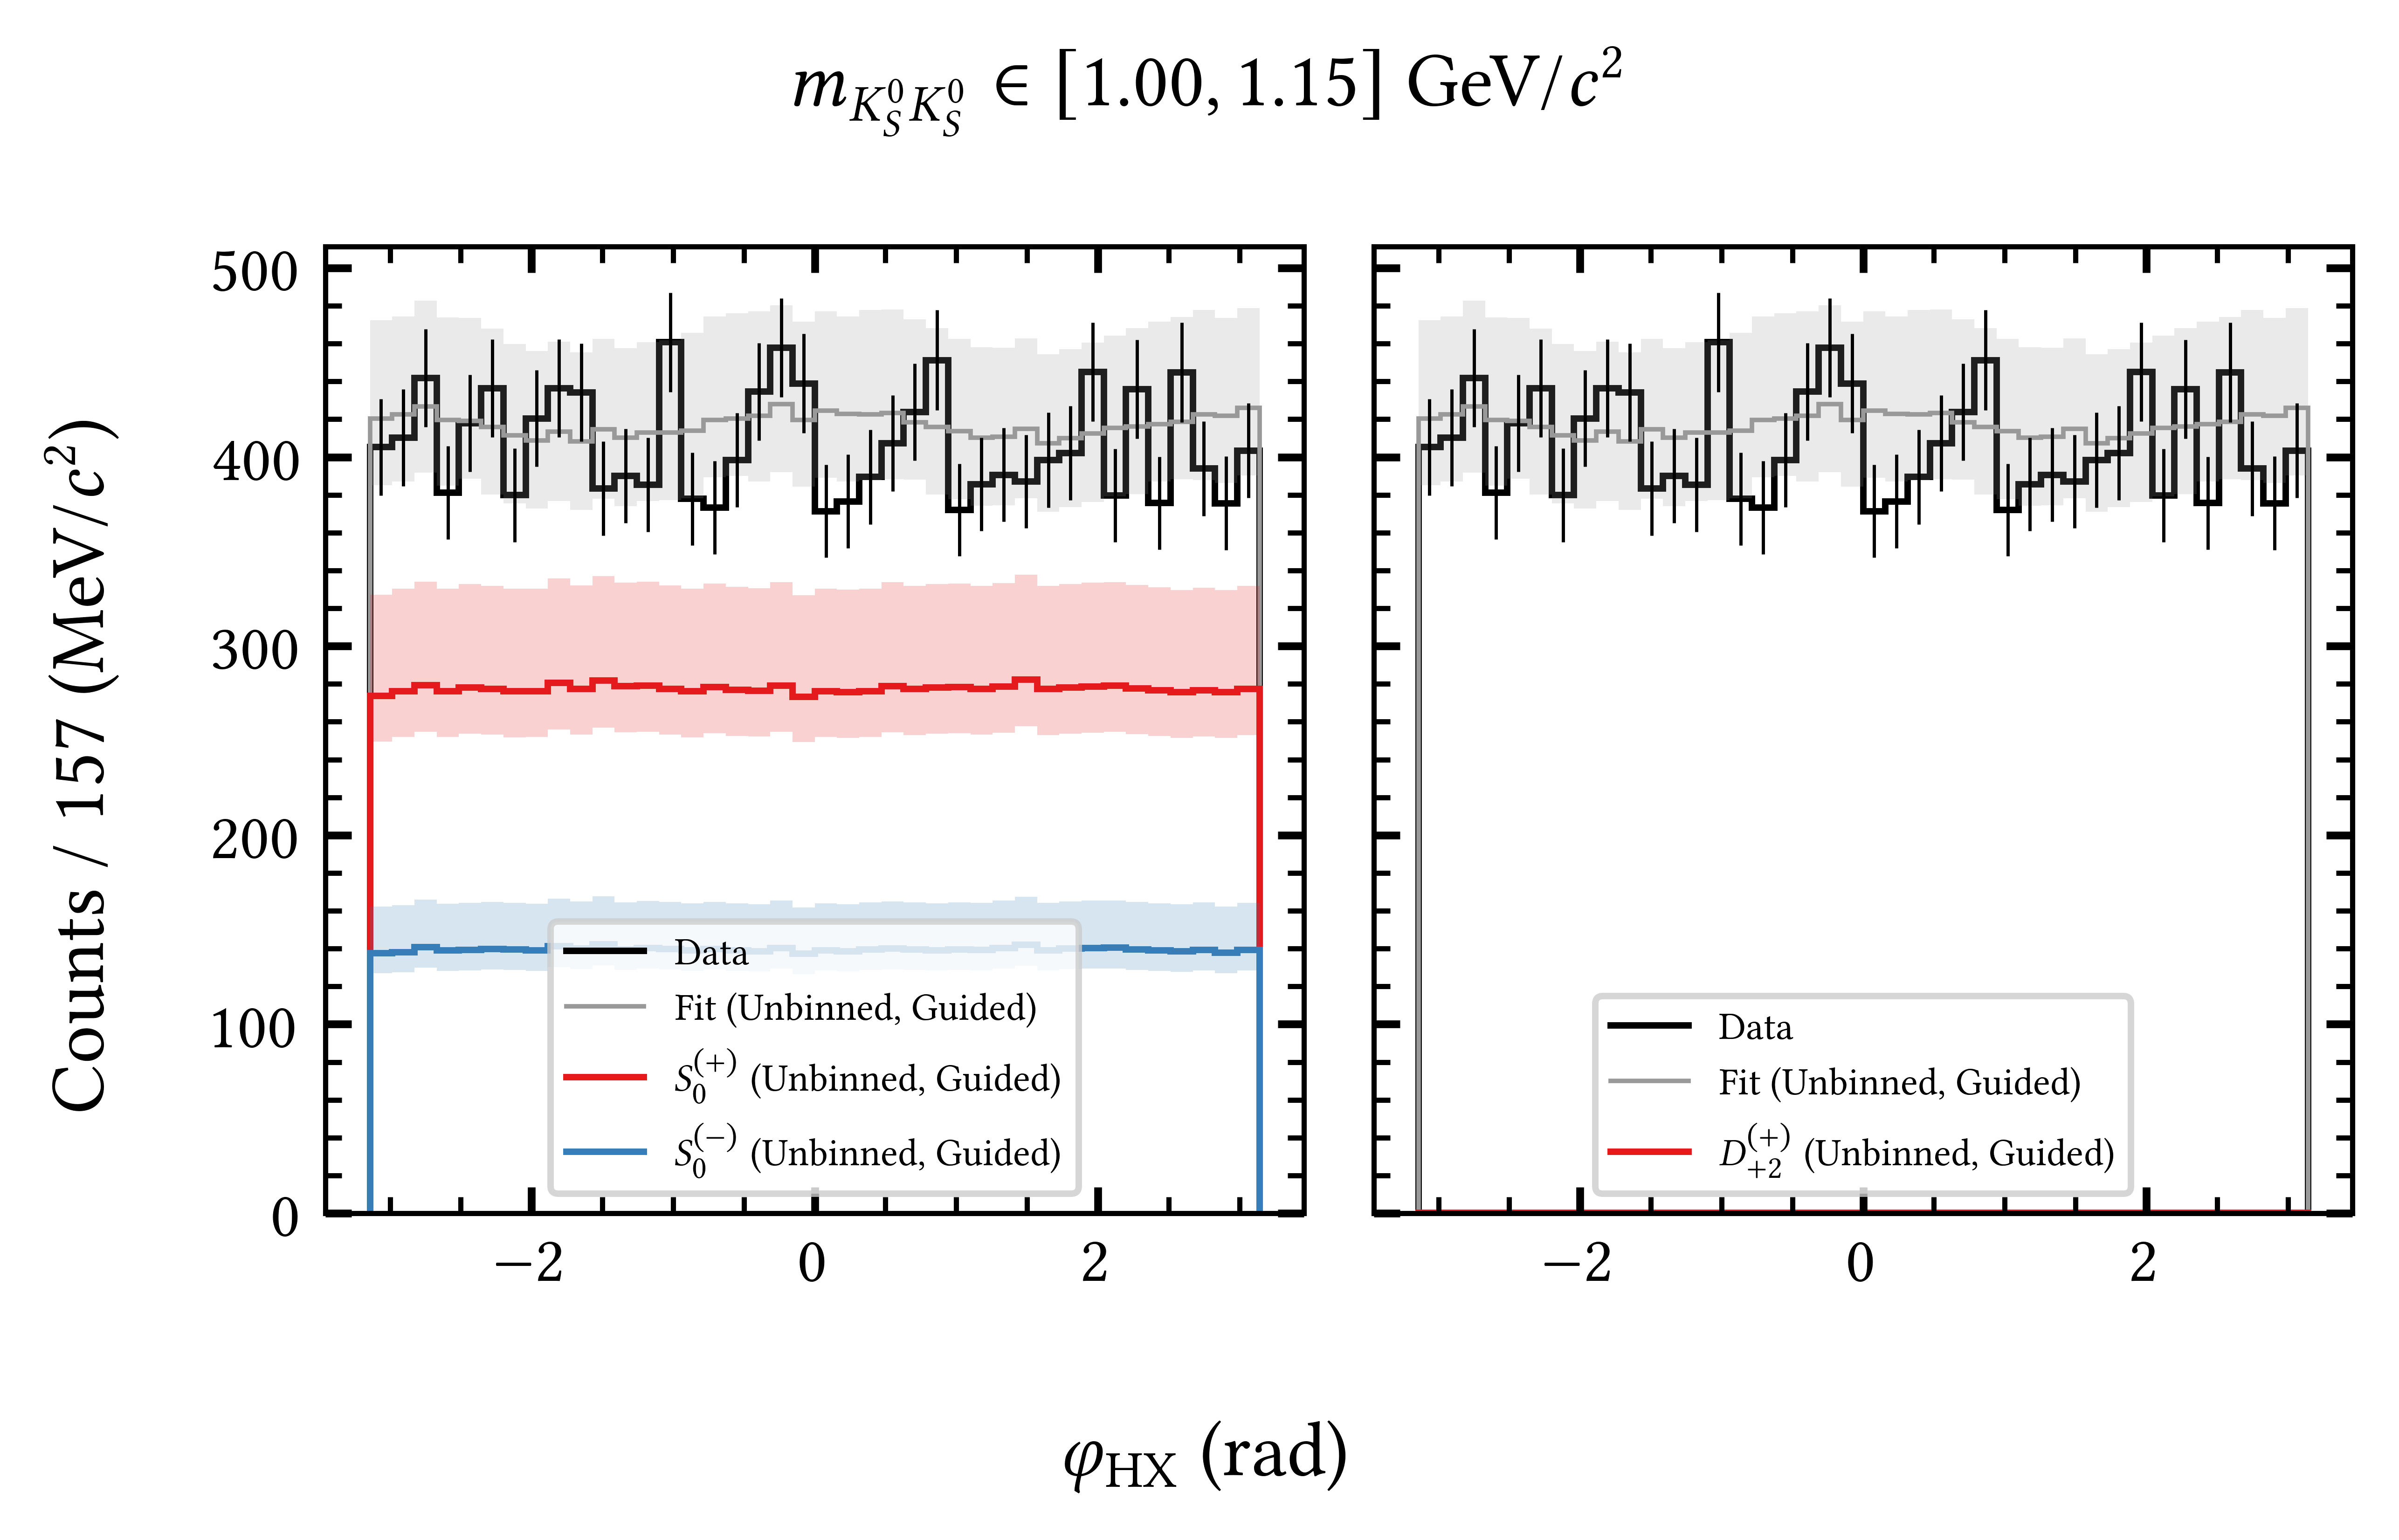 m_{K_S^0 K_S^0} ∈ [1.00, 1.15] GeV/c²
Counts / 157 (MeV/c²)
500
400
300
200
100
0
Data
Fit (Unbinned, Guided)
S_0^{(+)} (Unbinned, Guided)
S_0^{(−)} (Unbinned, Guided)
−2 0 2
Data
Fit (Unbinned, Guided)
D_{+2}^{(+)} (Unbinned, Guided)
−2 0 2
φ_{HX} (rad)